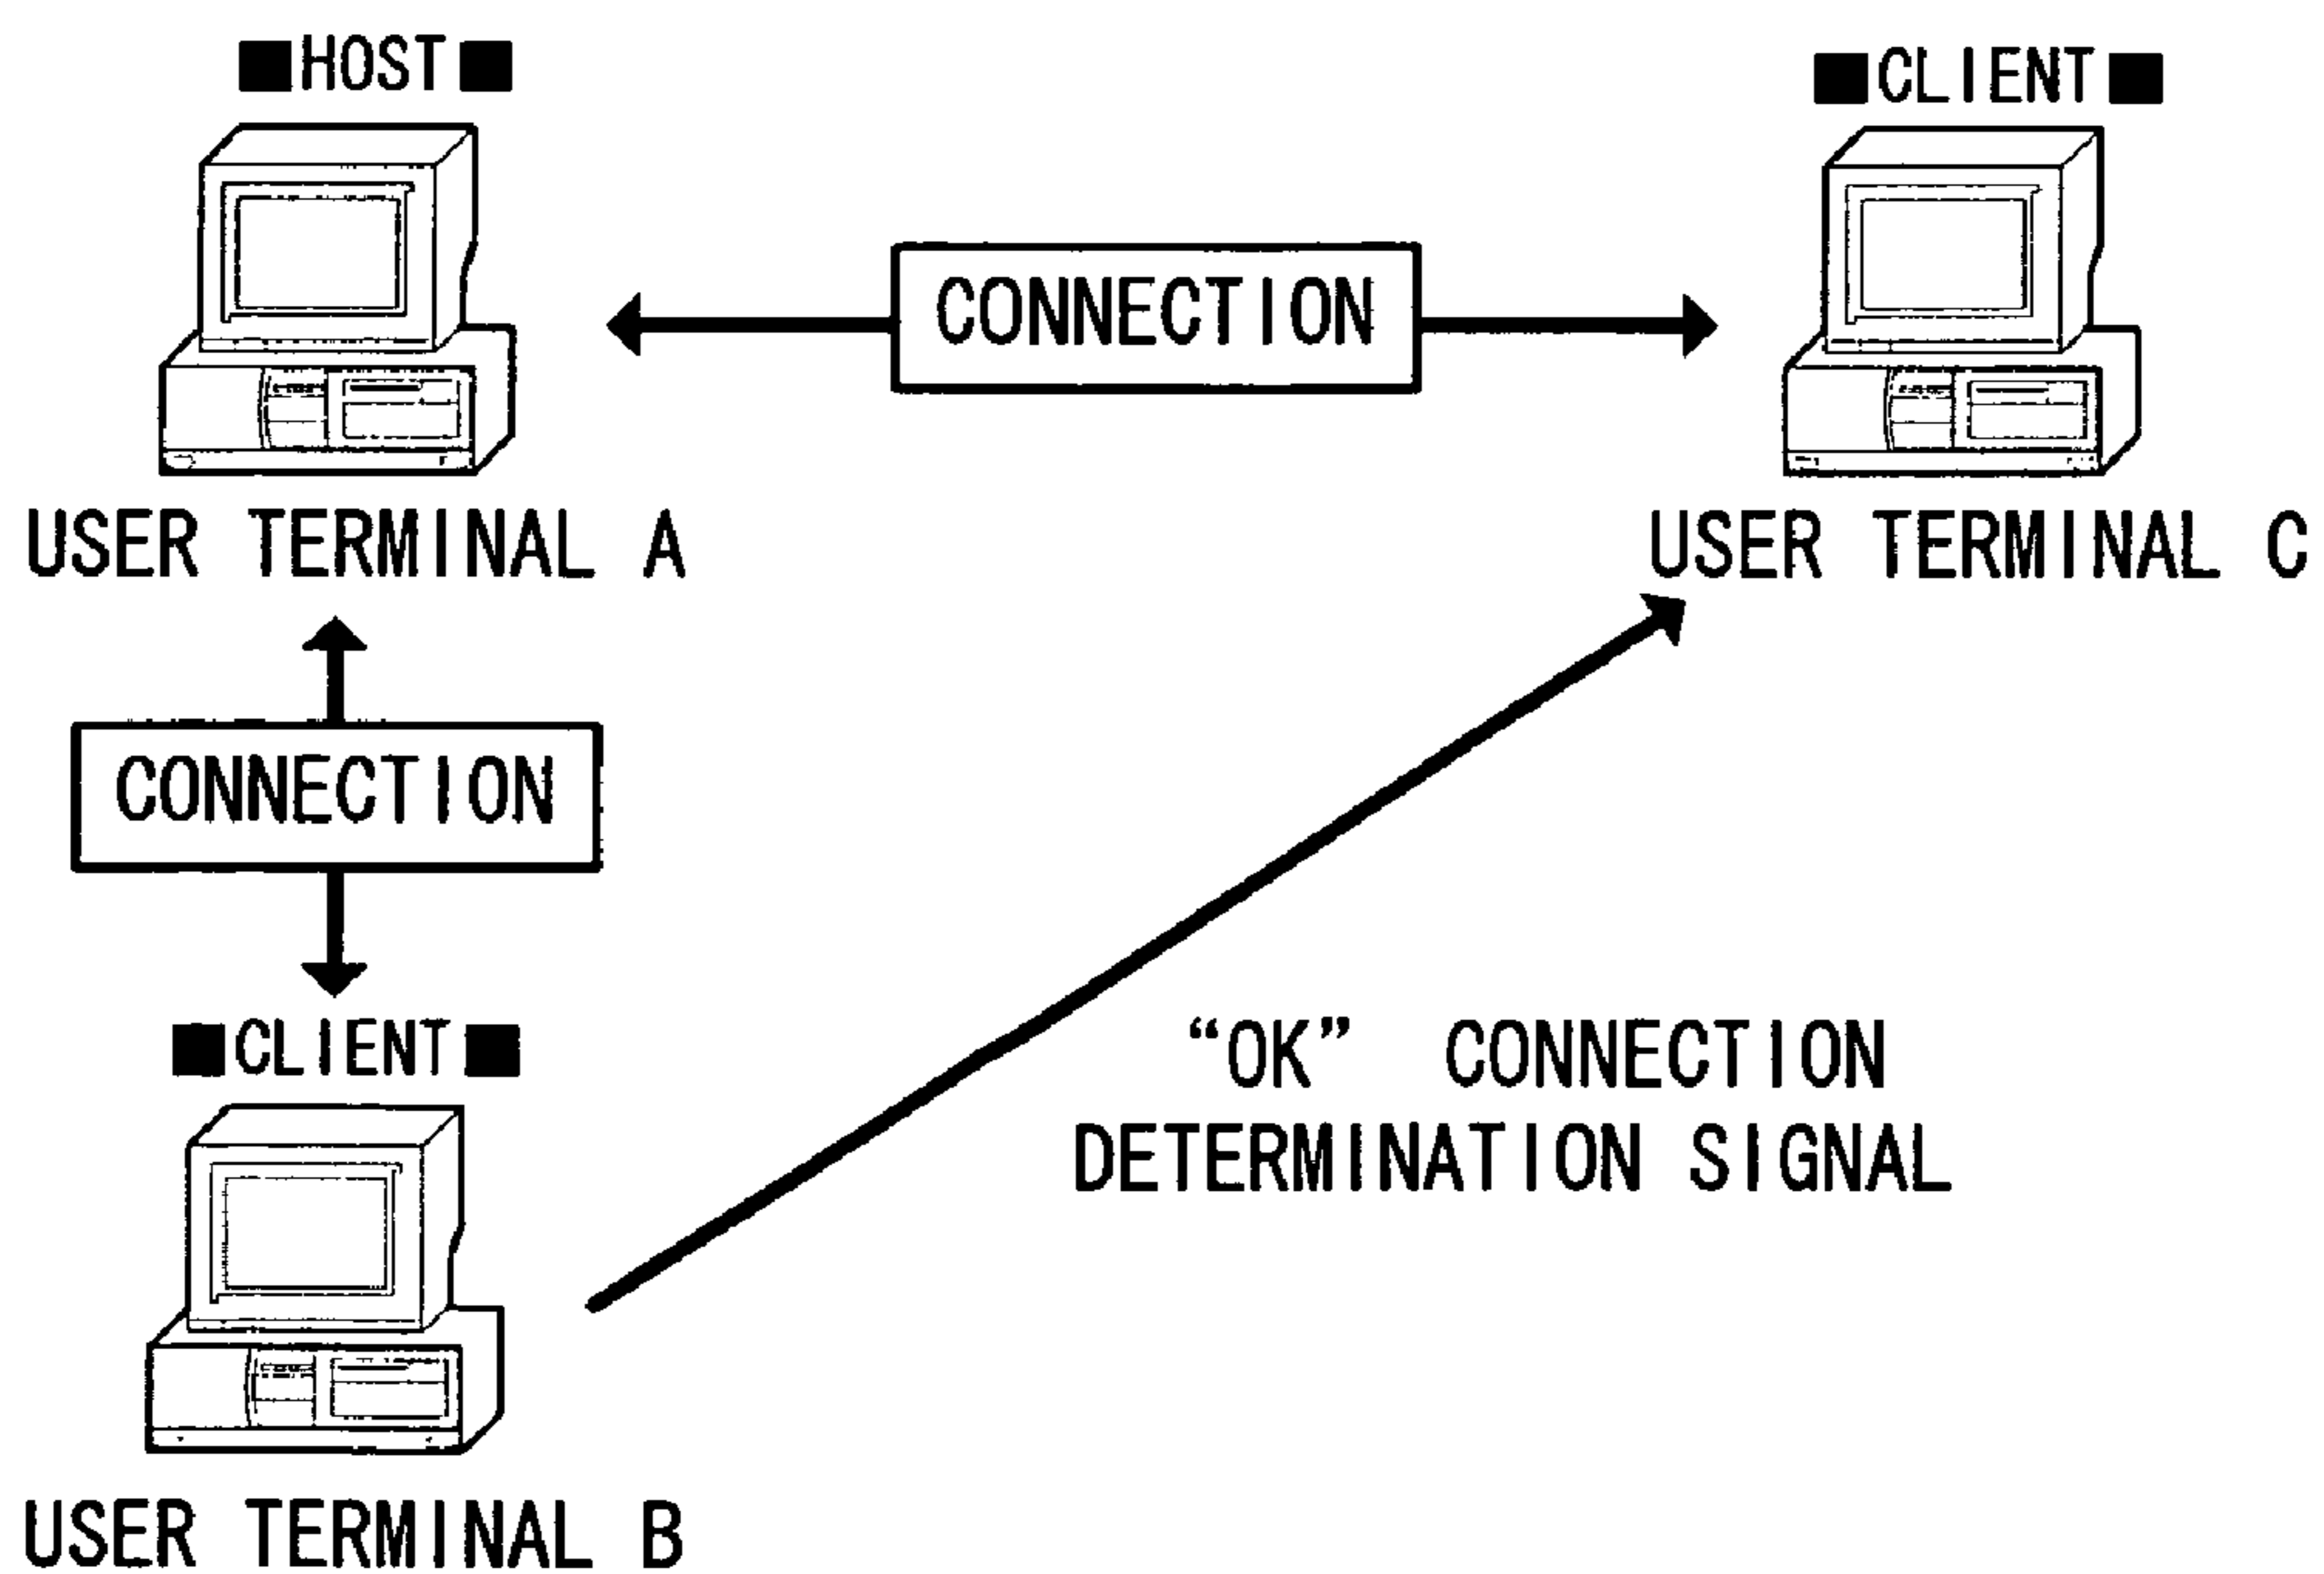 ■HOST■
■CLIENT■
CONNECTION
USER TERMINAL A
USER TERMINAL C
CONNECTION
■CLIENT■
“OK” CONNECTION
DETERMINATION SIGNAL
USER TERMINAL B